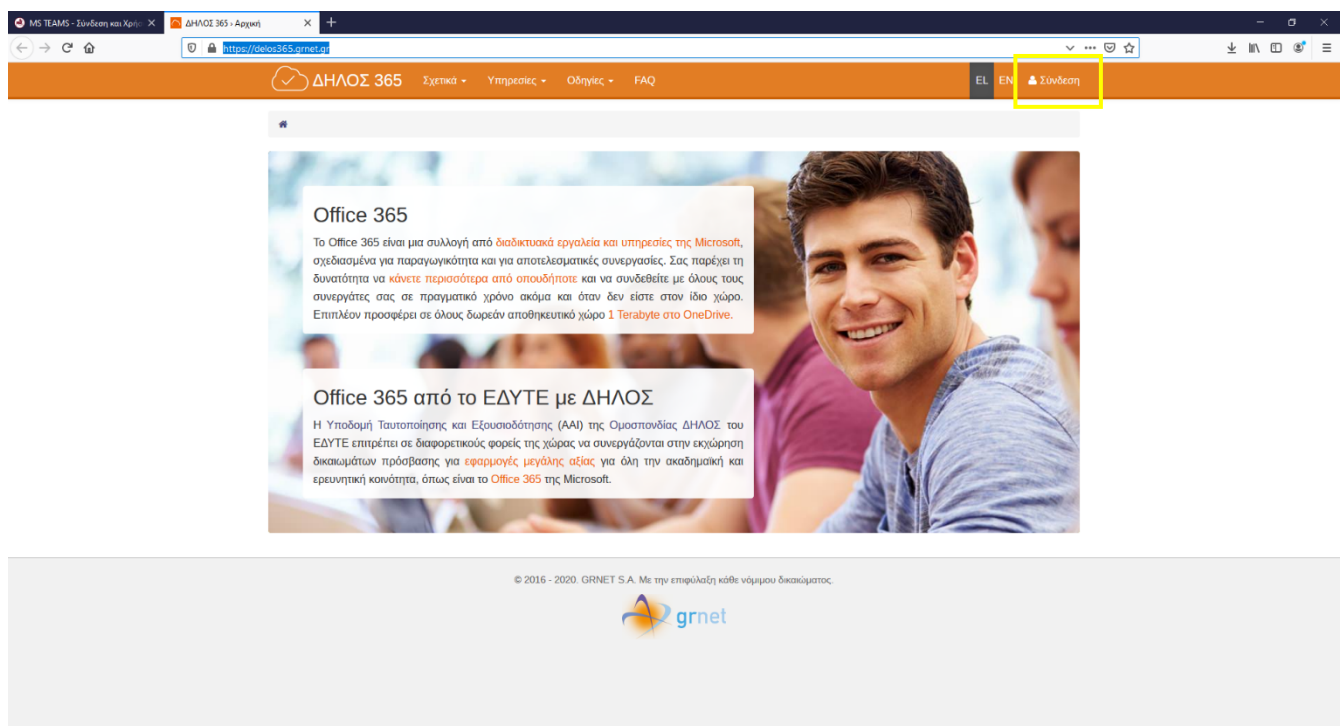 MS TEAMS - Σύνδεση και Χρήσ
ΔΗΛΟΣ 365 › Αρχική
https://delos365.grnet.gr
ΔΗΛΟΣ 365 Σχετικά Υπηρεσίες Οδηγίες FAQ EL EN Σύνδεση
Office 365
Το Office 365 είναι μια συλλογή από διαδικτυακά εργαλεία και υπηρεσίες της Microsoft,
σχεδιασμένα για παραγωγικότητα και για αποτελεσματικές συνεργασίες. Σας παρέχει τη
δυνατότητα να κάνετε περισσότερα από οπουδήποτε και να συνδεθείτε με όλους τους
συνεργάτες σας σε πραγματικό χρόνο ακόμα και όταν δεν είστε στον ίδιο χώρο.
Επιπλέον προσφέρει σε όλους δωρεάν αποθηκευτικό χώρο 1 Terabyte στο OneDrive.
Office 365 από το ΕΔΥΤΕ με ΔΗΛΟΣ
Η Υποδομή Ταυτοποίησης και Εξουσιοδότησης (ΑΑΙ) της Ομοσπονδίας ΔΗΛΟΣ του
ΕΔΥΤΕ επιτρέπει σε διαφορετικούς φορείς της χώρας να συνεργάζονται στην εκχώρηση
δικαιωμάτων πρόσβασης για εφαρμογές μεγάλης αξίας για όλη την ακαδημαϊκή και
ερευνητική κοινότητα, όπως είναι το Office 365 της Microsoft.
© 2016 - 2020. GRNET S.A. Με την επιφύλαξη κάθε νόμιμου δικαιώματος.
grnet